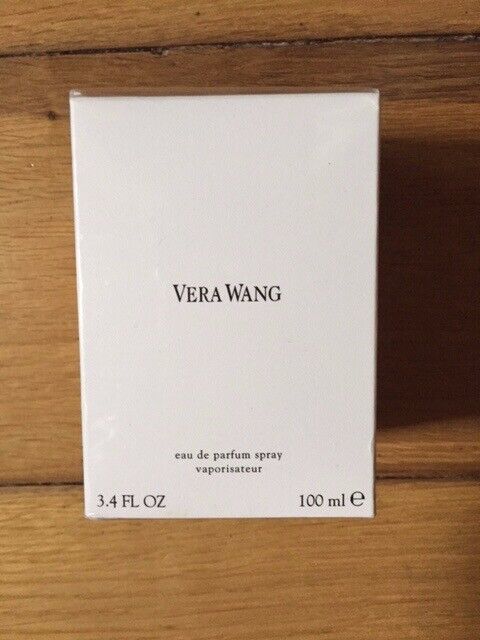 VERA WANG
eau de parfum spray
vaporisateur
3.4 FL OZ 100 ml ℮